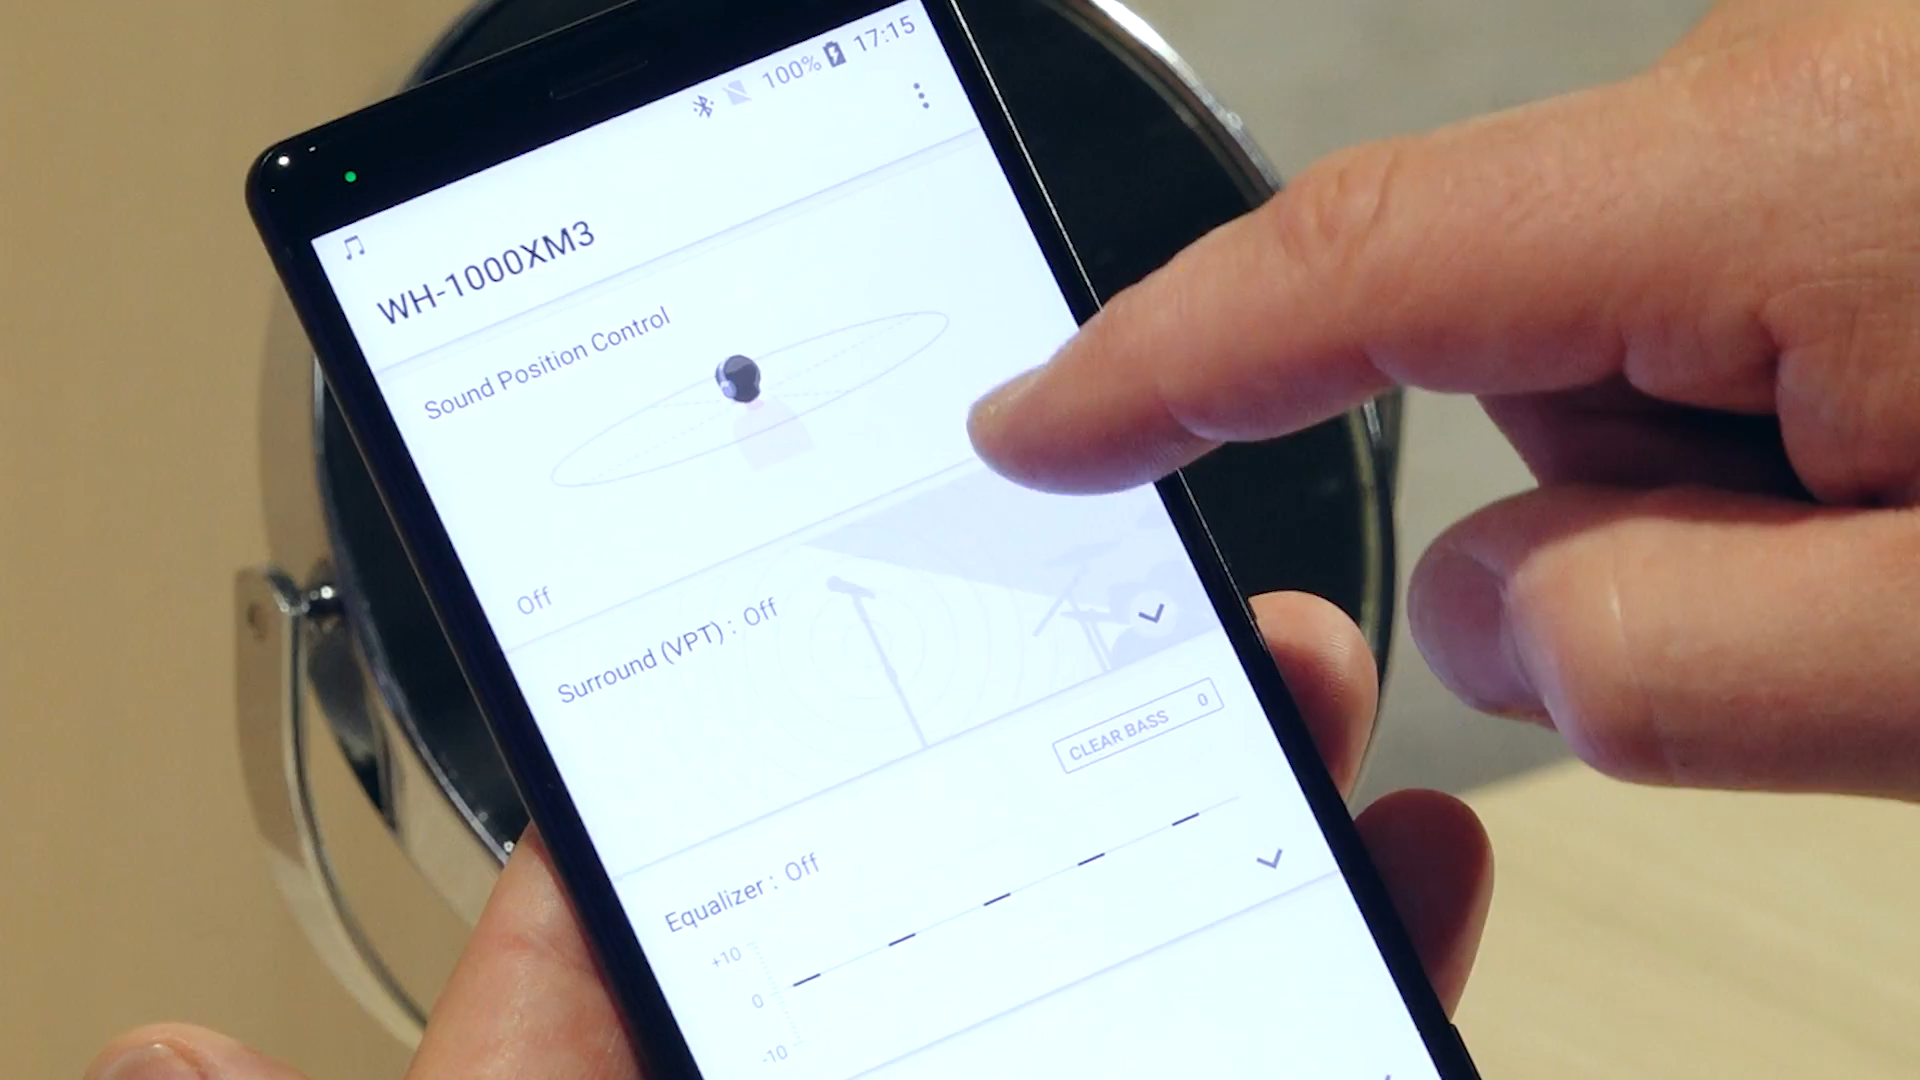 100% 17:15
WH-1000XM3
Sound Position Control
Off
Surround (VPT) : Off
CLEAR BASS 0
Equalizer : Off
+10
0
-10